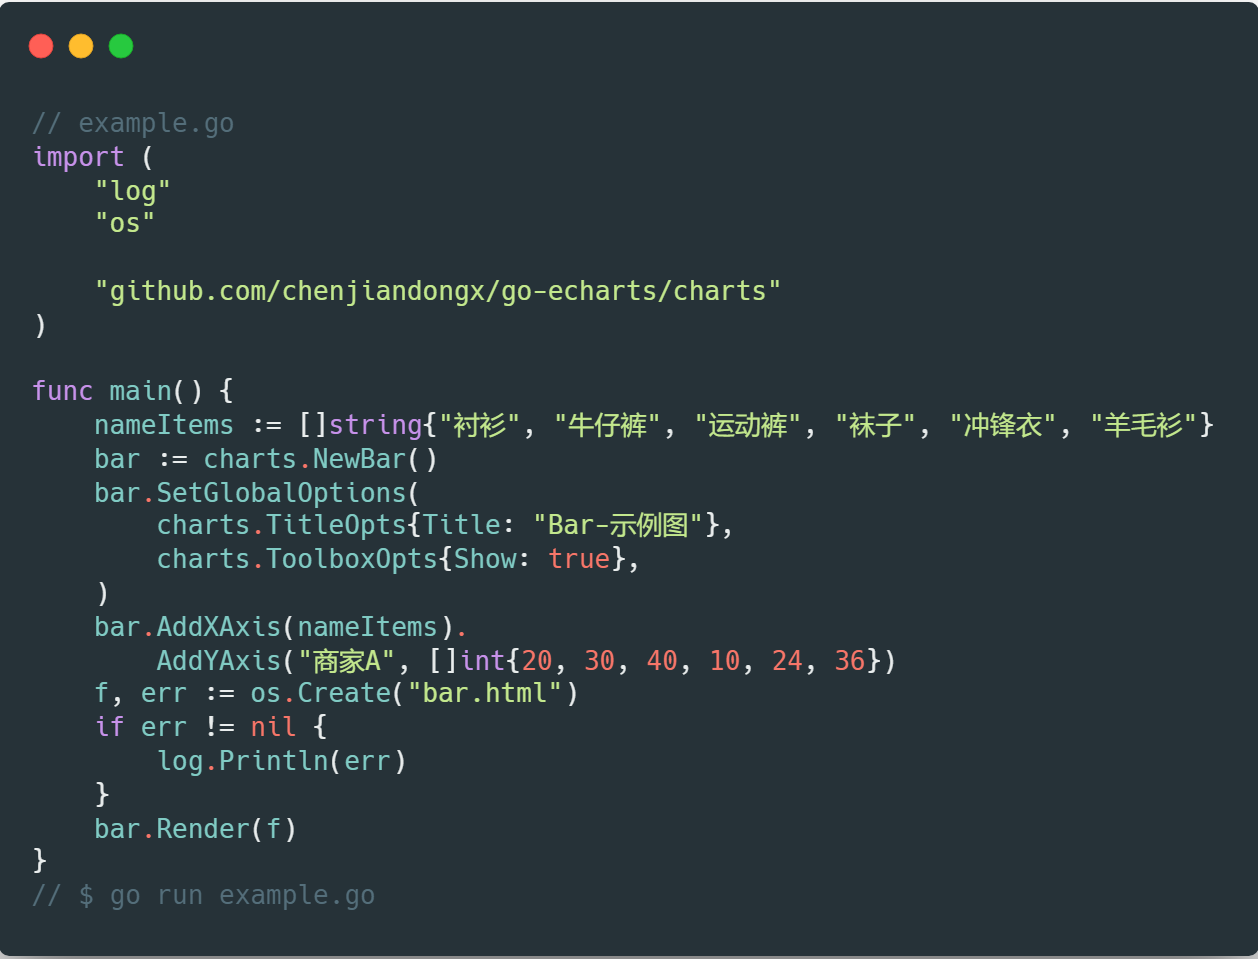 // example.go
import (
    "log"
    "os"

    "github.com/chenjiandongx/go-echarts/charts"
)

func main() {
    nameItems := []string{"衬衫", "牛仔裤", "运动裤", "袜子", "冲锋衣", "羊毛衫"}
    bar := charts.NewBar()
    bar.SetGlobalOptions(
        charts.TitleOpts{Title: "Bar-示例图"},
        charts.ToolboxOpts{Show: true},
    )
    bar.AddXAxis(nameItems).
        AddYAxis("商家A", []int{20, 30, 40, 10, 24, 36})
    f, err := os.Create("bar.html")
    if err != nil {
        log.Println(err)
    }
    bar.Render(f)
}
// $ go run example.go